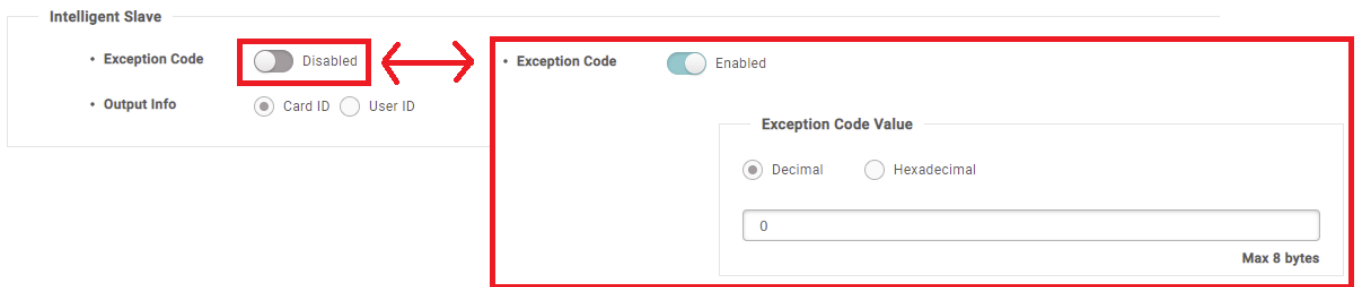 Intelligent Slave
• Exception Code Disabled
• Output Info Card ID User ID
• Exception Code Enabled
Exception Code Value
Decimal Hexadecimal
0
Max 8 bytes